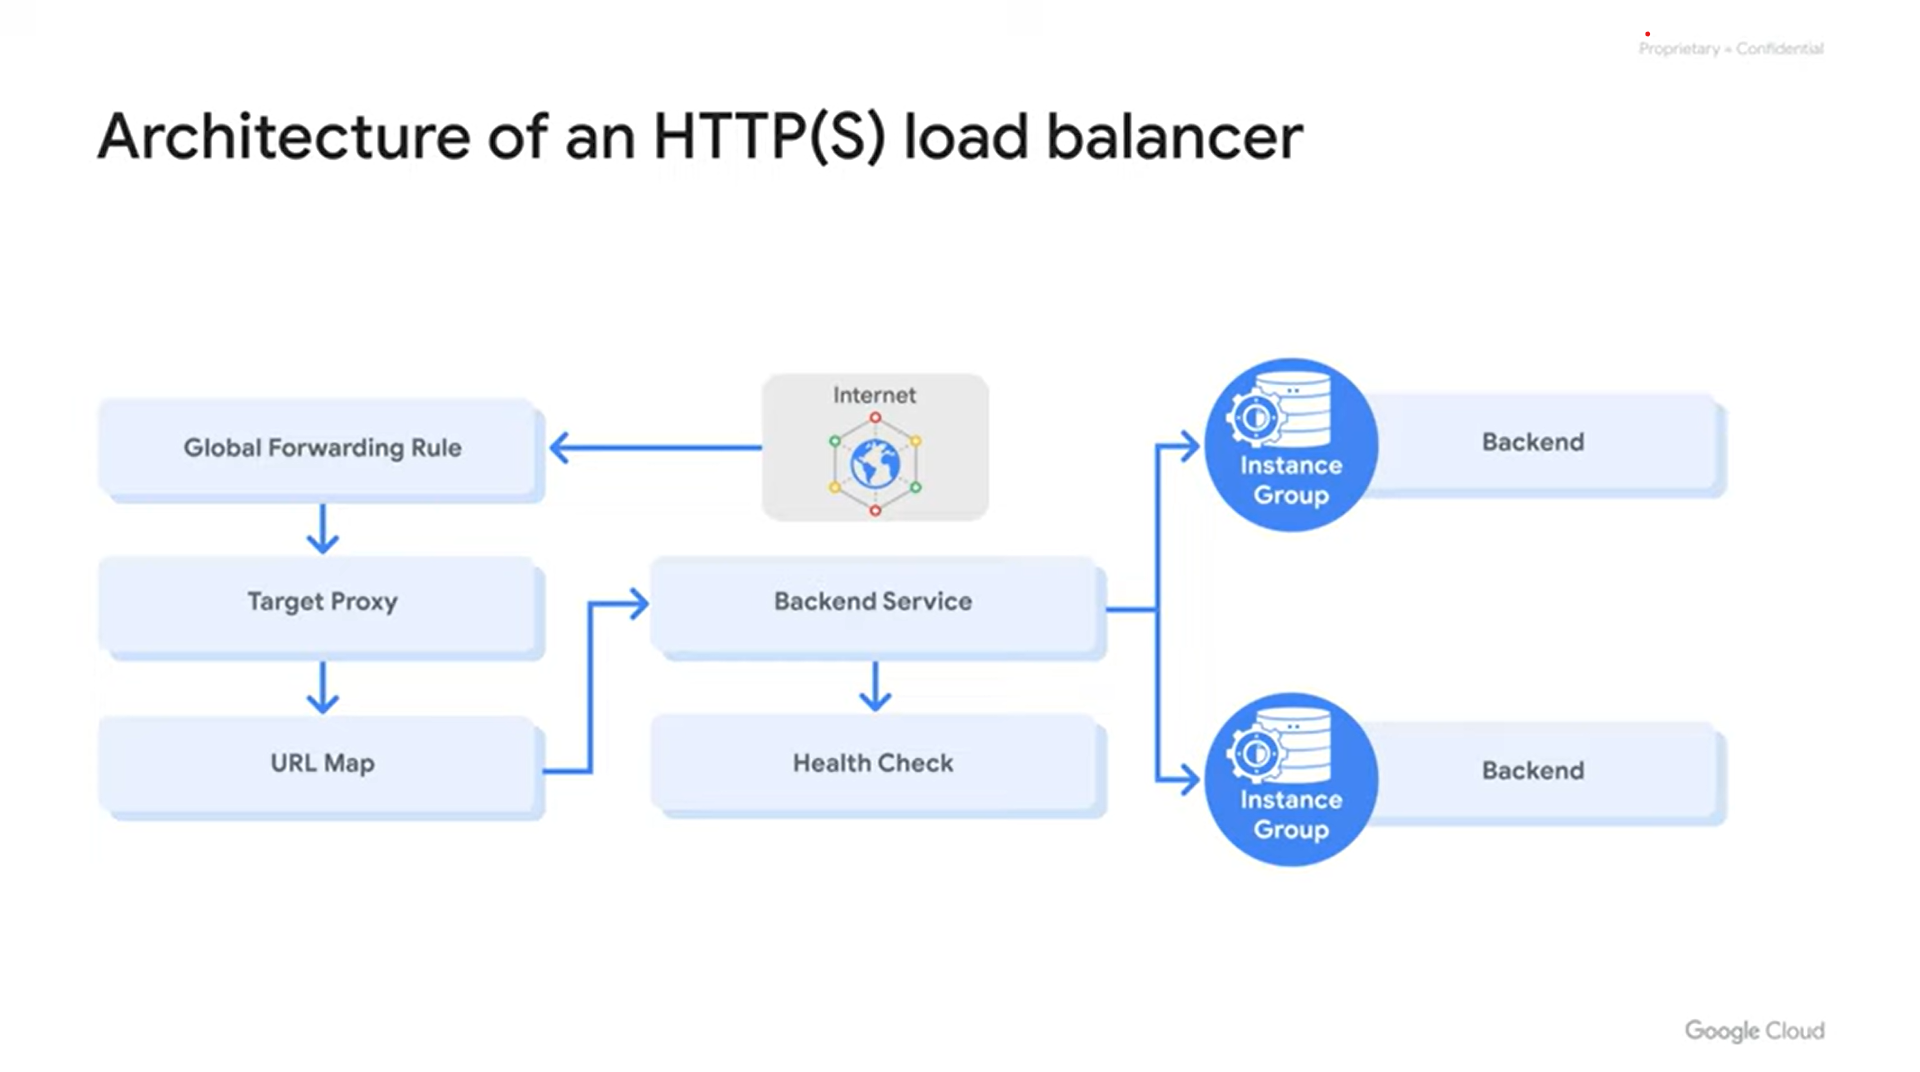 Proprietary + Confidential
Architecture of an HTTP(S) load balancer
Internet
Global Forwarding Rule
Target Proxy
URL Map
Backend Service
Health Check
Instance
Group
Backend
Instance
Group
Backend
Google Cloud